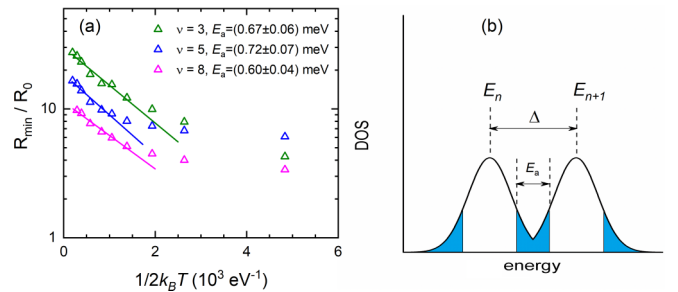 (a)
ν = 3, Ea=(0.67±0.06) meV
ν = 5, Ea=(0.72±0.07) meV
ν = 8, Ea=(0.60±0.04) meV
Rmin / R0
10
1
0
2
4
6
1/2kBT (10³ eV⁻¹)
(b)
En
En+1
Δ
Ea
DOS
energy